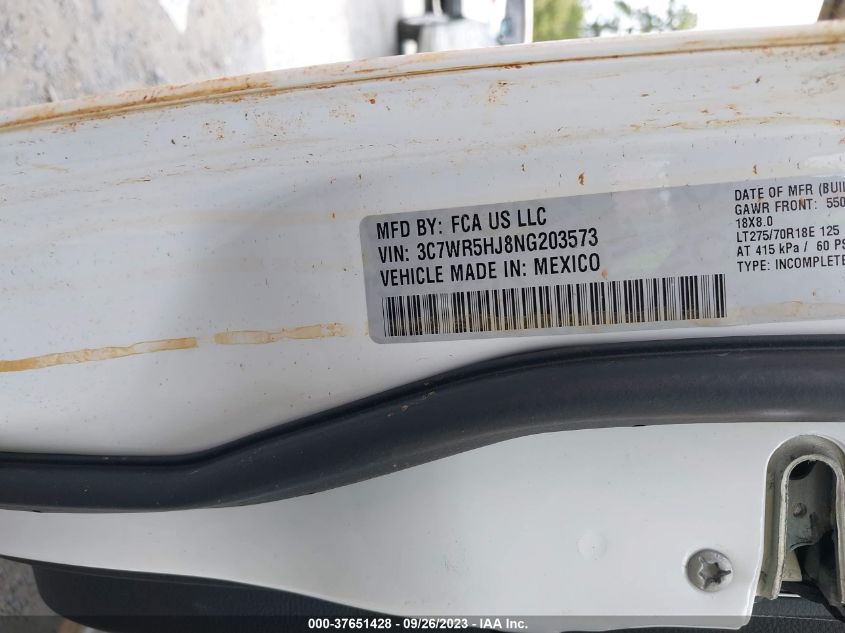 MFD BY: FCA US LLC
VIN: 3C7WR5HJ8NG203573
VEHICLE MADE IN: MEXICO
DATE OF MFR (BUIL
GAWR FRONT: 550
18X8.0
LT275/70R18E 125
AT 415 kPa / 60 PS
TYPE: INCOMPLETE
000-37651428 - 09/26/2023 - IAA Inc.